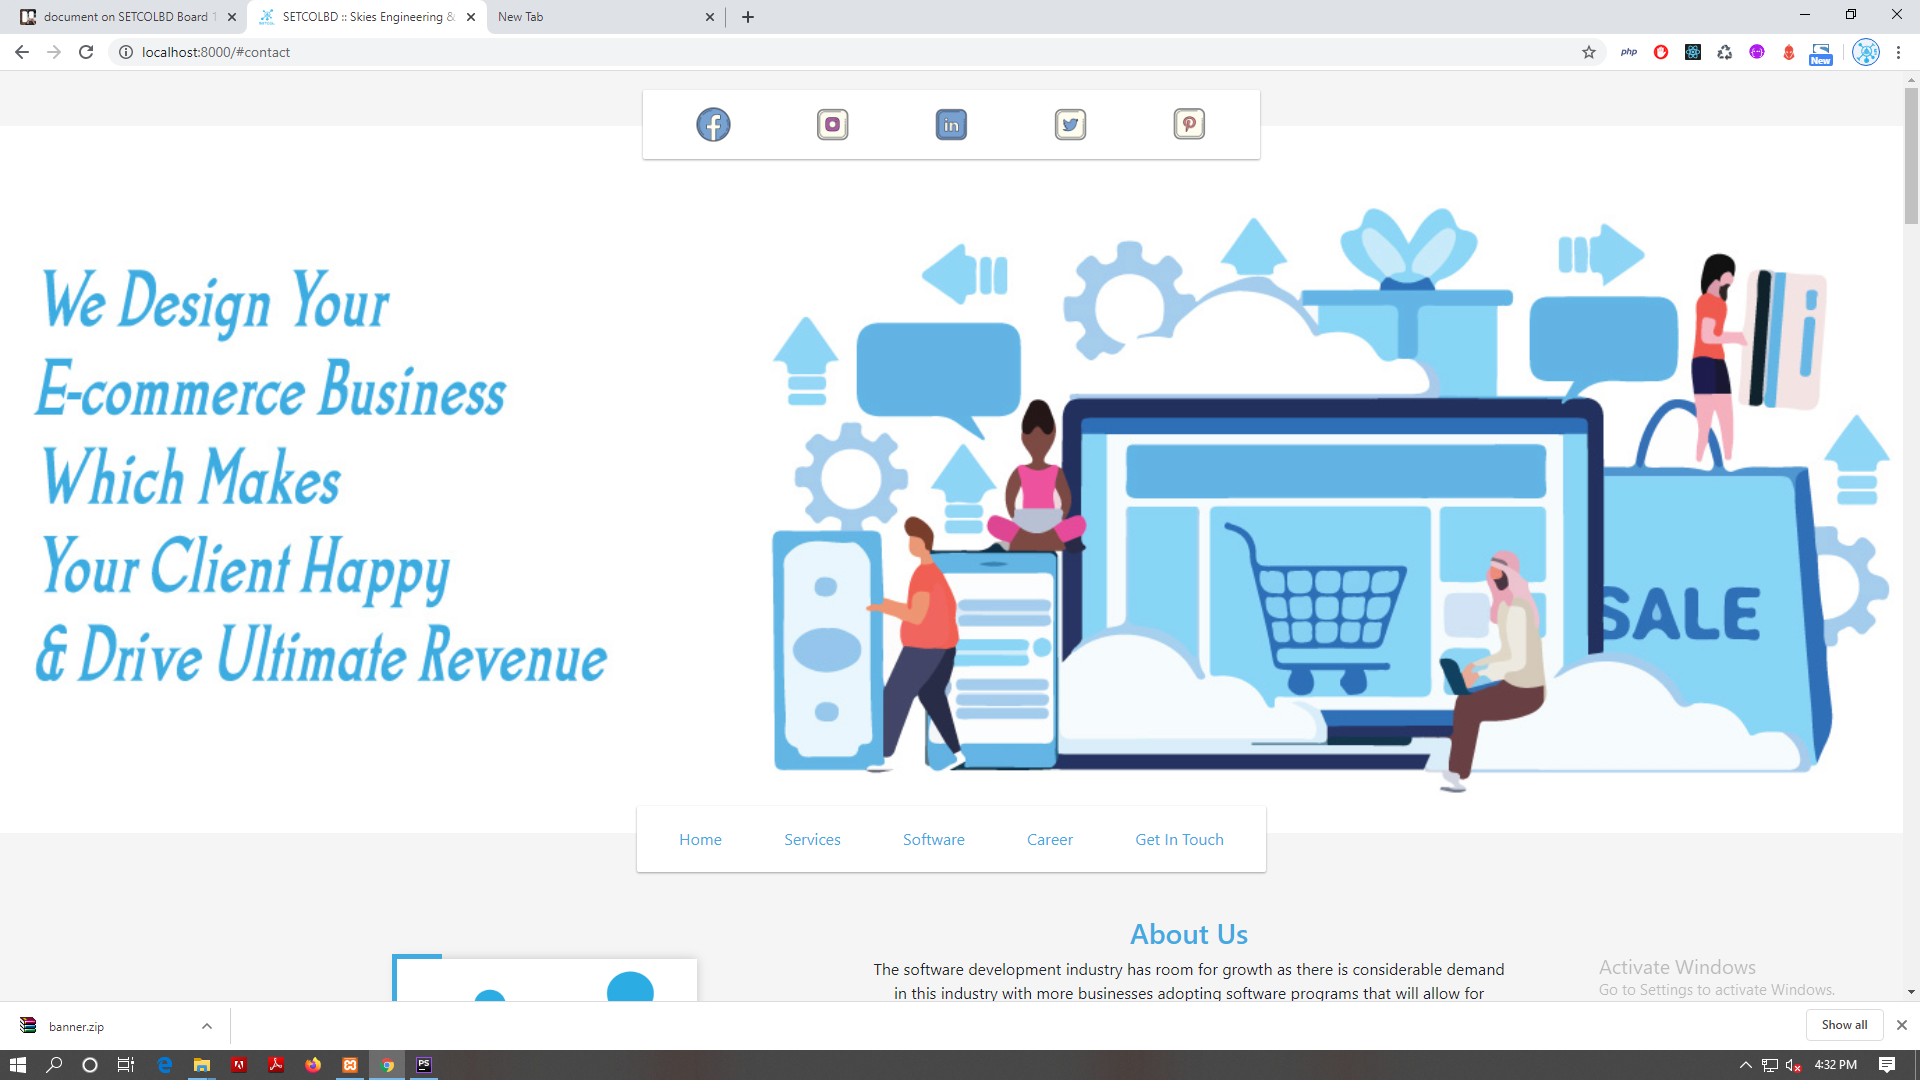 document on SETCOLBD Board T
SETCOLBD :: Skies Engineering &
New Tab
localhost:8000/#contact
php
New
in
We Design Your
E-commerce Business
Which Makes
Your Client Happy
& Drive Ultimate Revenue
SALE
Home
Services
Software
Career
Get In Touch
About Us
The software development industry has room for growth as there is considerable demand
in this industry with more businesses adopting software programs that will allow for
Activate Windows
Go to Settings to activate Windows.
banner.zip
Show all
PS
4:32 PM